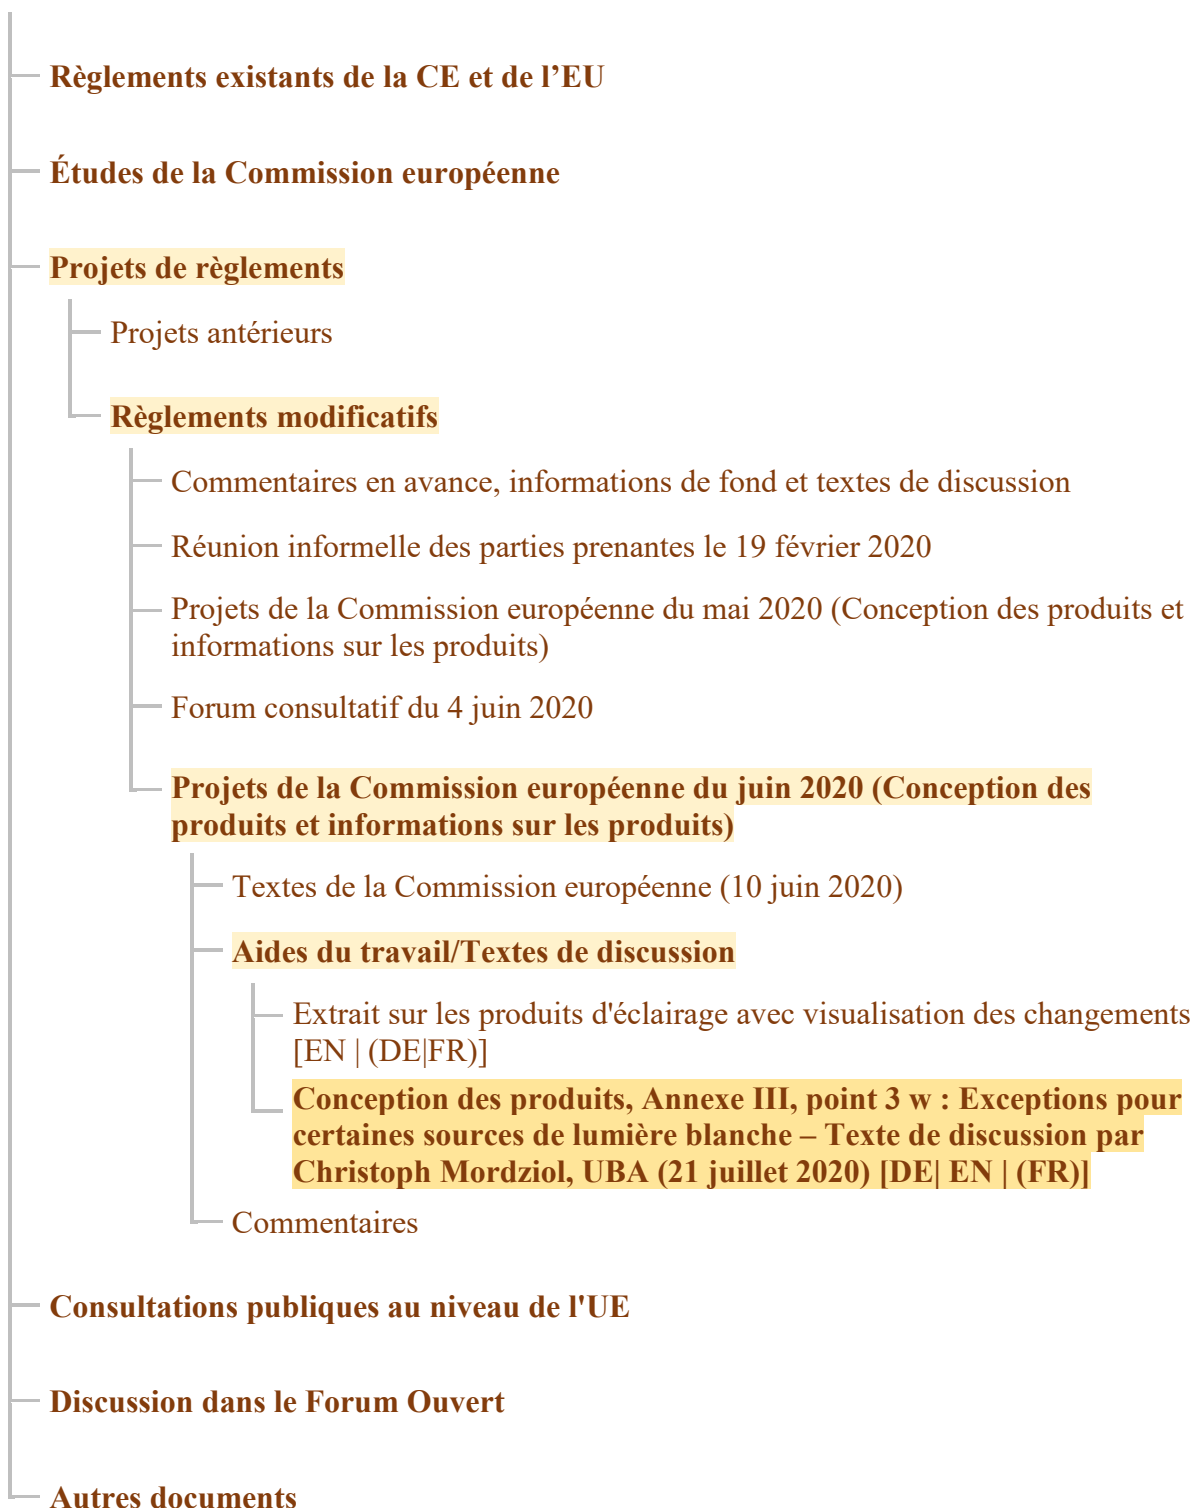 Règlements existants de la CE et de l’EU
Études de la Commission européenne
Projets de règlements
Projets antérieurs
Règlements modificatifs
Commentaires en avance, informations de fond et textes de discussion
Réunion informelle des parties prenantes le 19 février 2020
Projets de la Commission européenne du mai 2020 (Conception des produits et
informations sur les produits)
Forum consultatif du 4 juin 2020
Projets de la Commission européenne du juin 2020 (Conception des
produits et informations sur les produits)
Textes de la Commission européenne (10 juin 2020)
Aides du travail/Textes de discussion
Extrait sur les produits d'éclairage avec visualisation des changements
[EN | (DE|FR)]
Conception des produits, Annexe III, point 3 w : Exceptions pour
certaines sources de lumière blanche – Texte de discussion par
Christoph Mordziol, UBA (21 juillet 2020) [DE| EN | (FR)]
Commentaires
Consultations publiques au niveau de l'UE
Discussion dans le Forum Ouvert
Autres documents